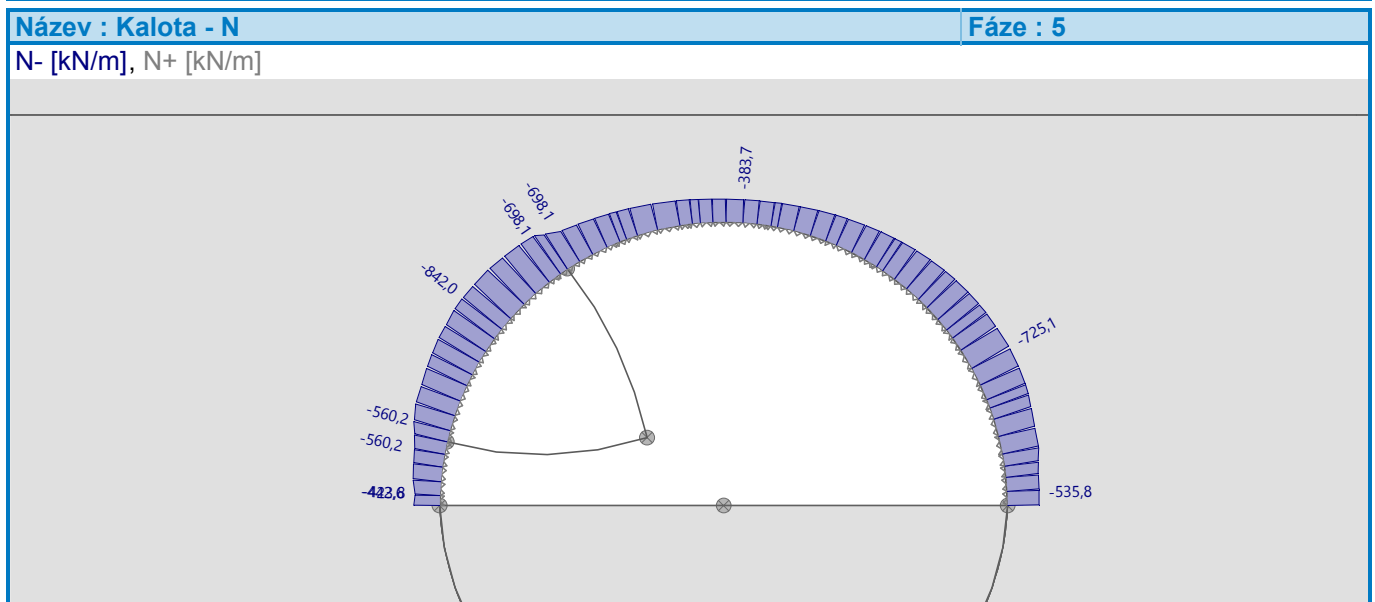 Název : Kalota - N
Fáze : 5
N- [kN/m], N+ [kN/m]
-383,7
-698,1
-698,1
-842,0
-725,1
-560,2
-560,2
-535,8